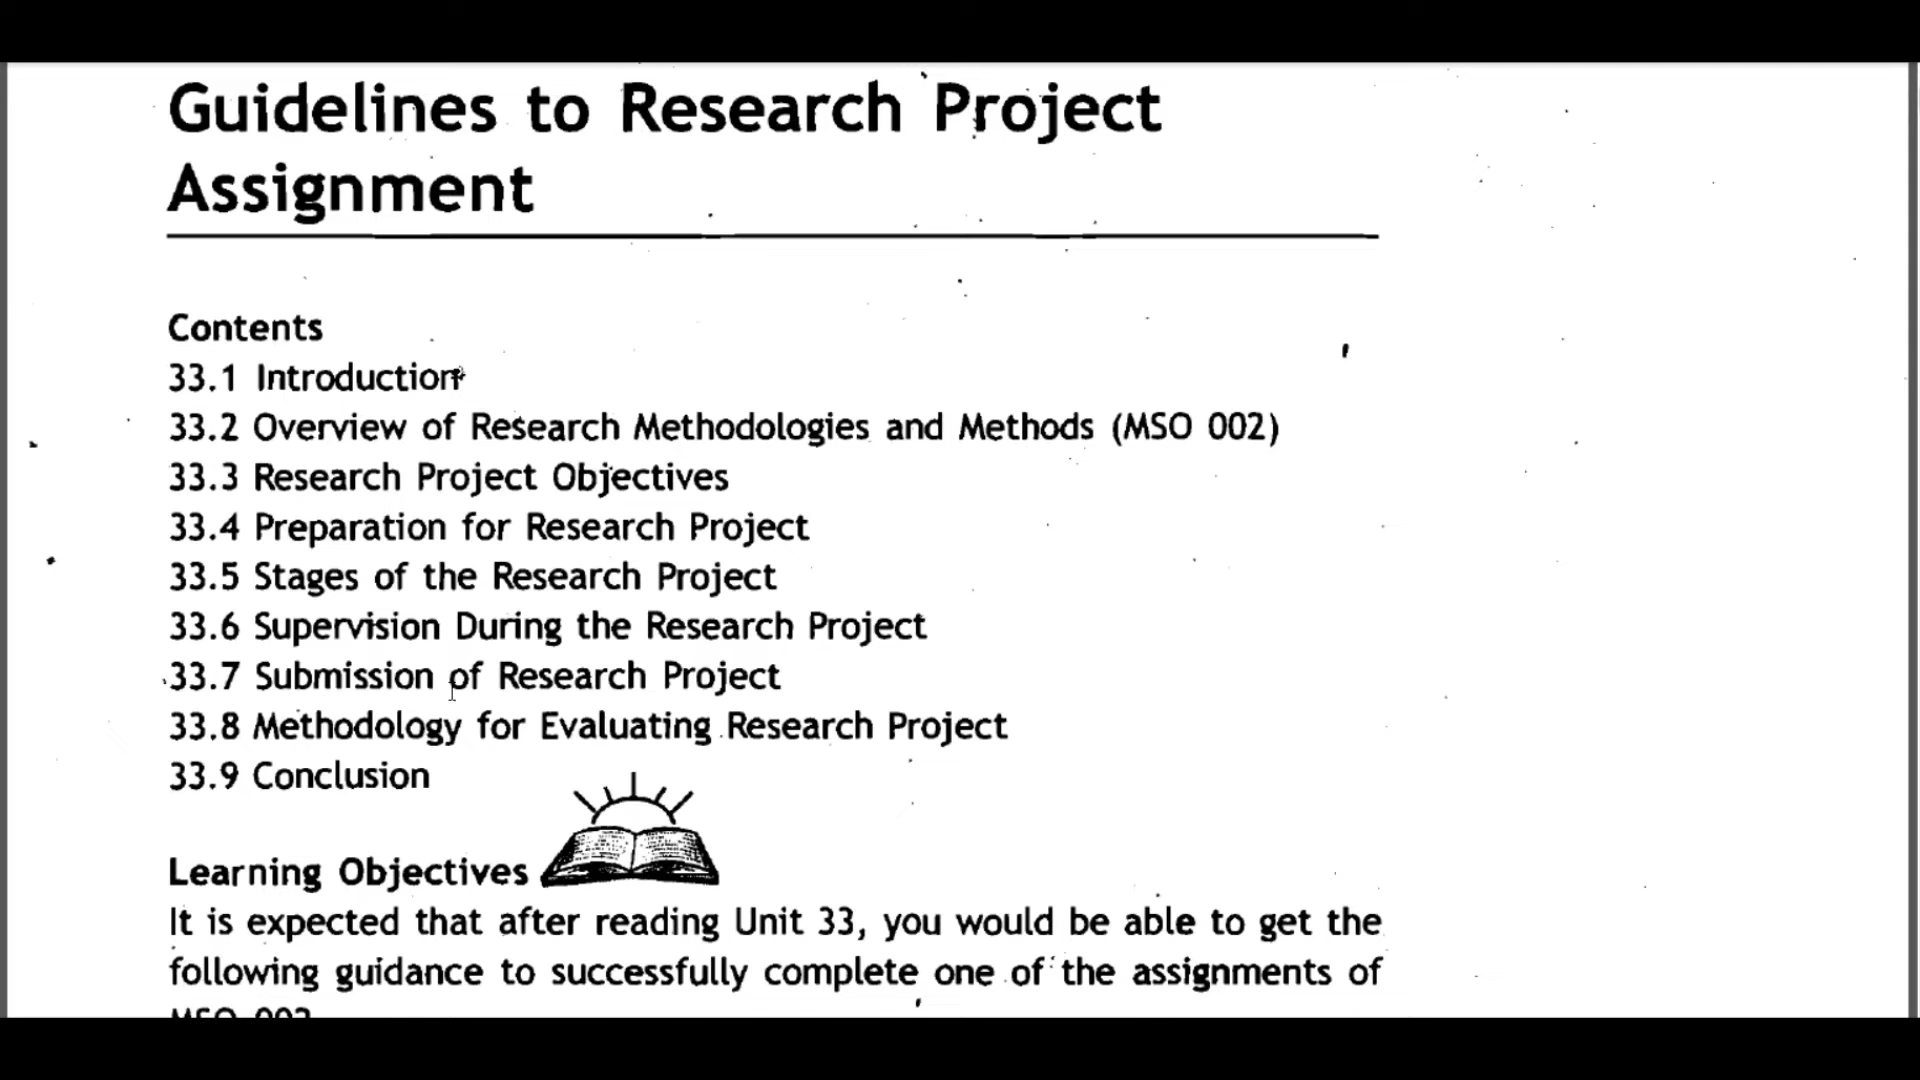 Guidelines to Research Project
Assignment
Contents
33.1 Introduction
33.2 Overview of Research Methodologies and Methods (MSO 002)
33.3 Research Project Objectives
33.4 Preparation for Research Project
33.5 Stages of the Research Project
33.6 Supervision During the Research Project
33.7 Submission of Research Project
33.8 Methodology for Evaluating Research Project
33.9 Conclusion
Learning Objectives
It is expected that after reading Unit 33, you would be able to get the
following guidance to successfully complete one of the assignments of
MSO 002